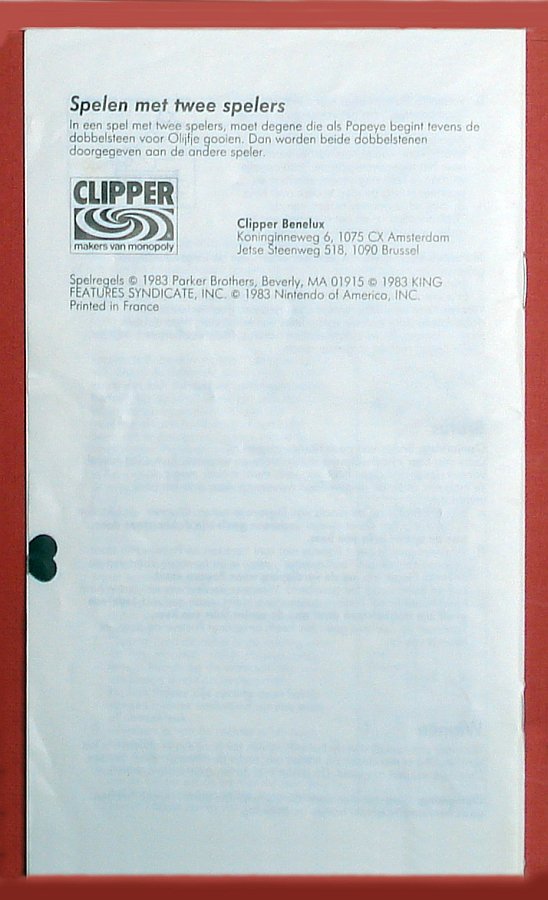 Spelen met twee spelers
In een spel met twee spelers, moet degene die als Popeye begint tevens de
dobbelsteen voor Olijfje gooien. Dan worden beide dobbelstenen
doorgegeven aan de andere speler.
CLIPPER
makers van monopoly
Clipper Benelux
Koninginneweg 6, 1075 CX Amsterdam
Jetse Steenweg 518, 1090 Brussel
Spelregels © 1983 Parker Brothers, Beverly, MA 01915 © 1983 KING
FEATURES SYNDICATE, INC. © 1983 Nintendo of America, INC.
Printed in France